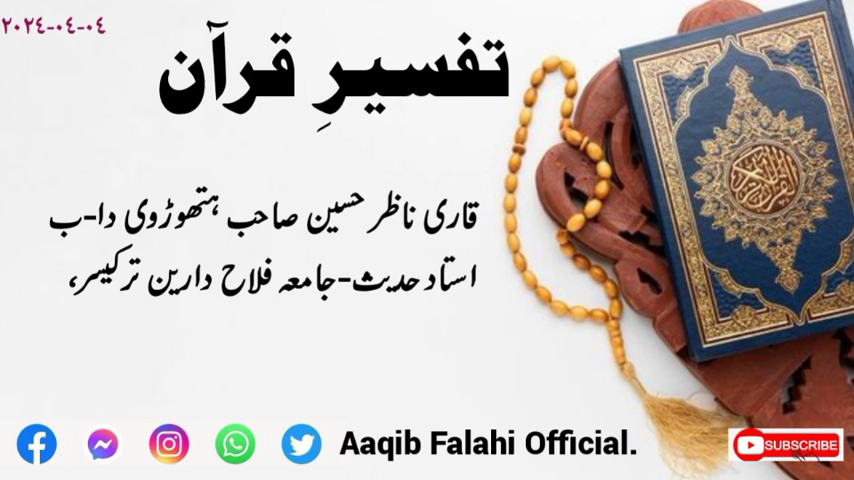 ۲۰۲٤-۰٤-۰٤
تفسیرِ قرآن
قاری ناظر حسین صاحب ہتھوڑوی دا-ب
استاد حدیث-جامعہ فلاح دارین ترکیسر،
Aaqib Falahi Official.
SUBSCRIBE